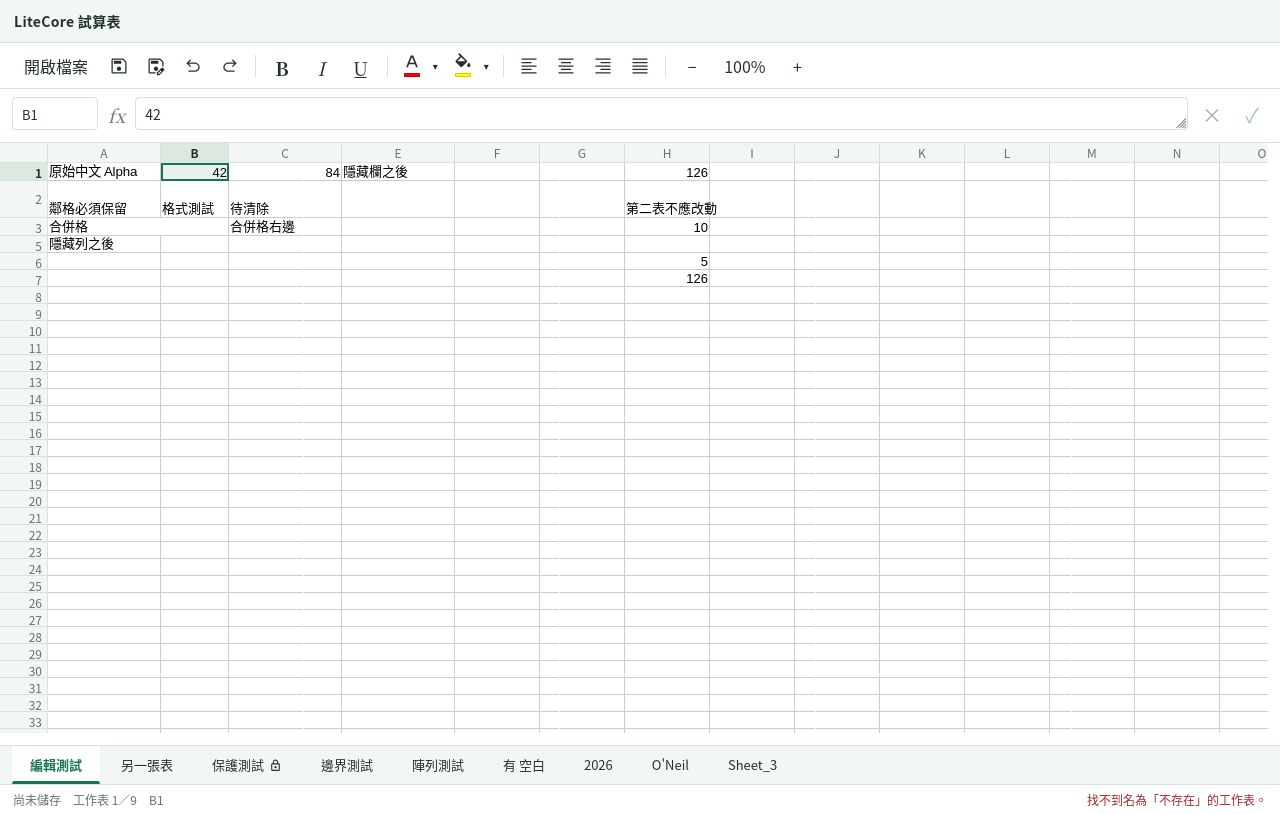 LiteCore 試算表
開啟檔案 B I U A ▾ ▾ − 100% +
B1 fx 42
A B C E F G H I J K L M N O
1 原始中文 Alpha 42 84 隱藏欄之後 126
2 鄰格必須保留 格式測試 待清除 第二表不應改動
3 合併格 合併格右邊 10
5 隱藏列之後
6 5
7 126
8
9
10
11
12
13
14
15
16
17
18
19
20
21
22
23
24
25
26
27
28
29
30
31
32
33
編輯測試 另一張表 保護測試 邊界測試 陣列測試 有 空白 2026 O'Neil Sheet_3
尚未儲存 工作表 1／9 B1 找不到名為「不存在」的工作表。